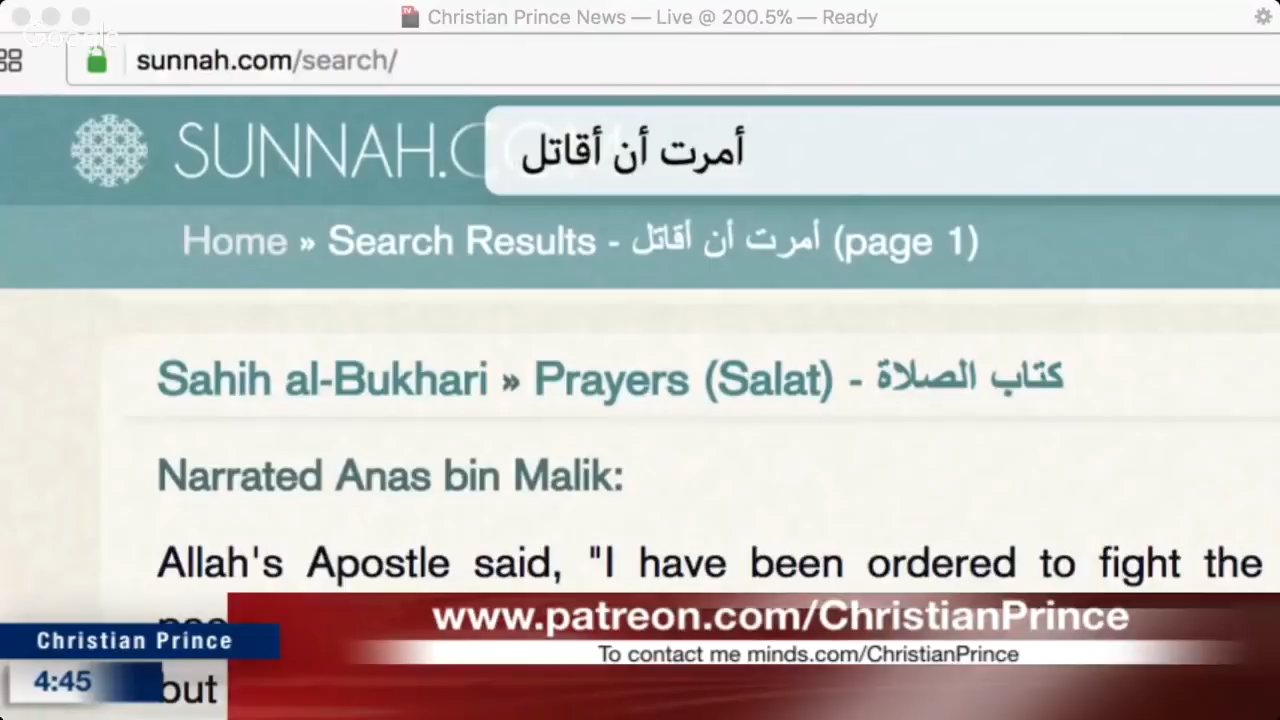 Christian Prince News — Live @ 200.5% — Ready
Google
sunnah.com/search/
SUNNAH.C
أمرت أن أقاتل
Home » Search Results - أمرت أن أقاتل (page 1)
Sahih al-Bukhari » Prayers (Salat) - كتاب الصلاة
Narrated Anas bin Malik:
Allah's Apostle said, "I have been ordered to fight the
www.patreon.com/ChristianPrince
Christian Prince
To contact me minds.com/ChristianPrince
4:45
but